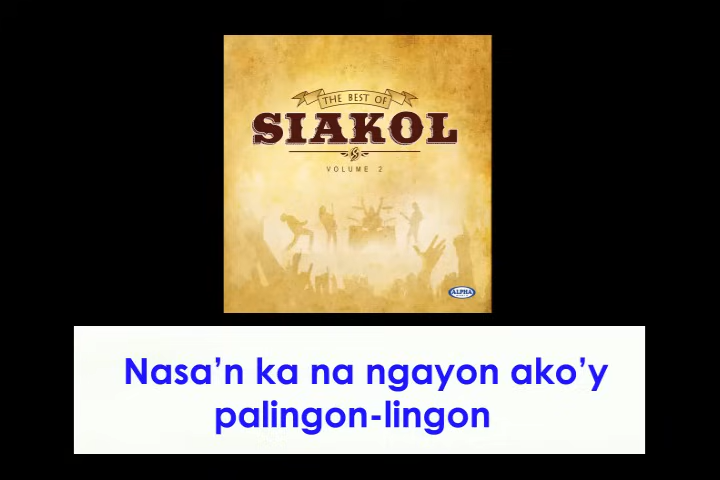 THE BEST OF
SIAKOL
VOLUME 2
ALPHA
Nasa’n ka na ngayon ako’y
palingon-lingon